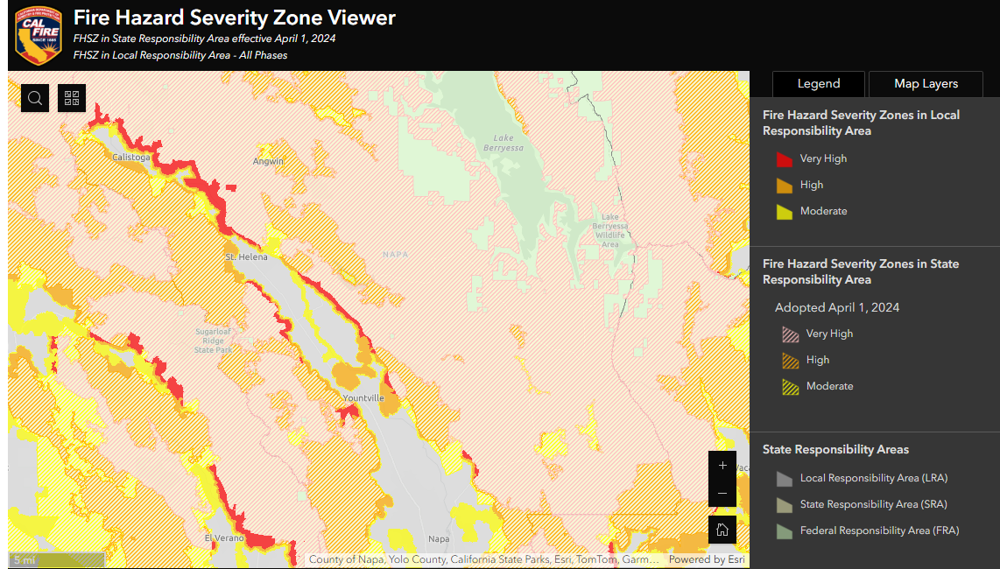 CAL
FIRE
SINCE 1885
Fire Hazard Severity Zone Viewer
FHSZ in State Responsibility Area effective April 1, 2024
FHSZ in Local Responsibility Area - All Phases
Legend
Map Layers
Fire Hazard Severity Zones in Local
Responsibility Area
Very High
High
Moderate
Fire Hazard Severity Zones in State
Responsibility Area
Adopted April 1, 2024
Very High
High
Moderate
State Responsibility Areas
Local Responsibility Area (LRA)
State Responsibility Area (SRA)
Federal Responsibility Area (FRA)
Lake
Berryessa
Calistoga
Angwin
Lake
Berryessa
Wildlife
Area
NAPA
St. Helena
Sugarloaf
Ridge
State Park
Yountville
Vaca
El Verano
Napa
+
−
5 mi
County of Napa, Yolo County, California State Parks, Esri, TomTom, Garm...
Powered by Esri